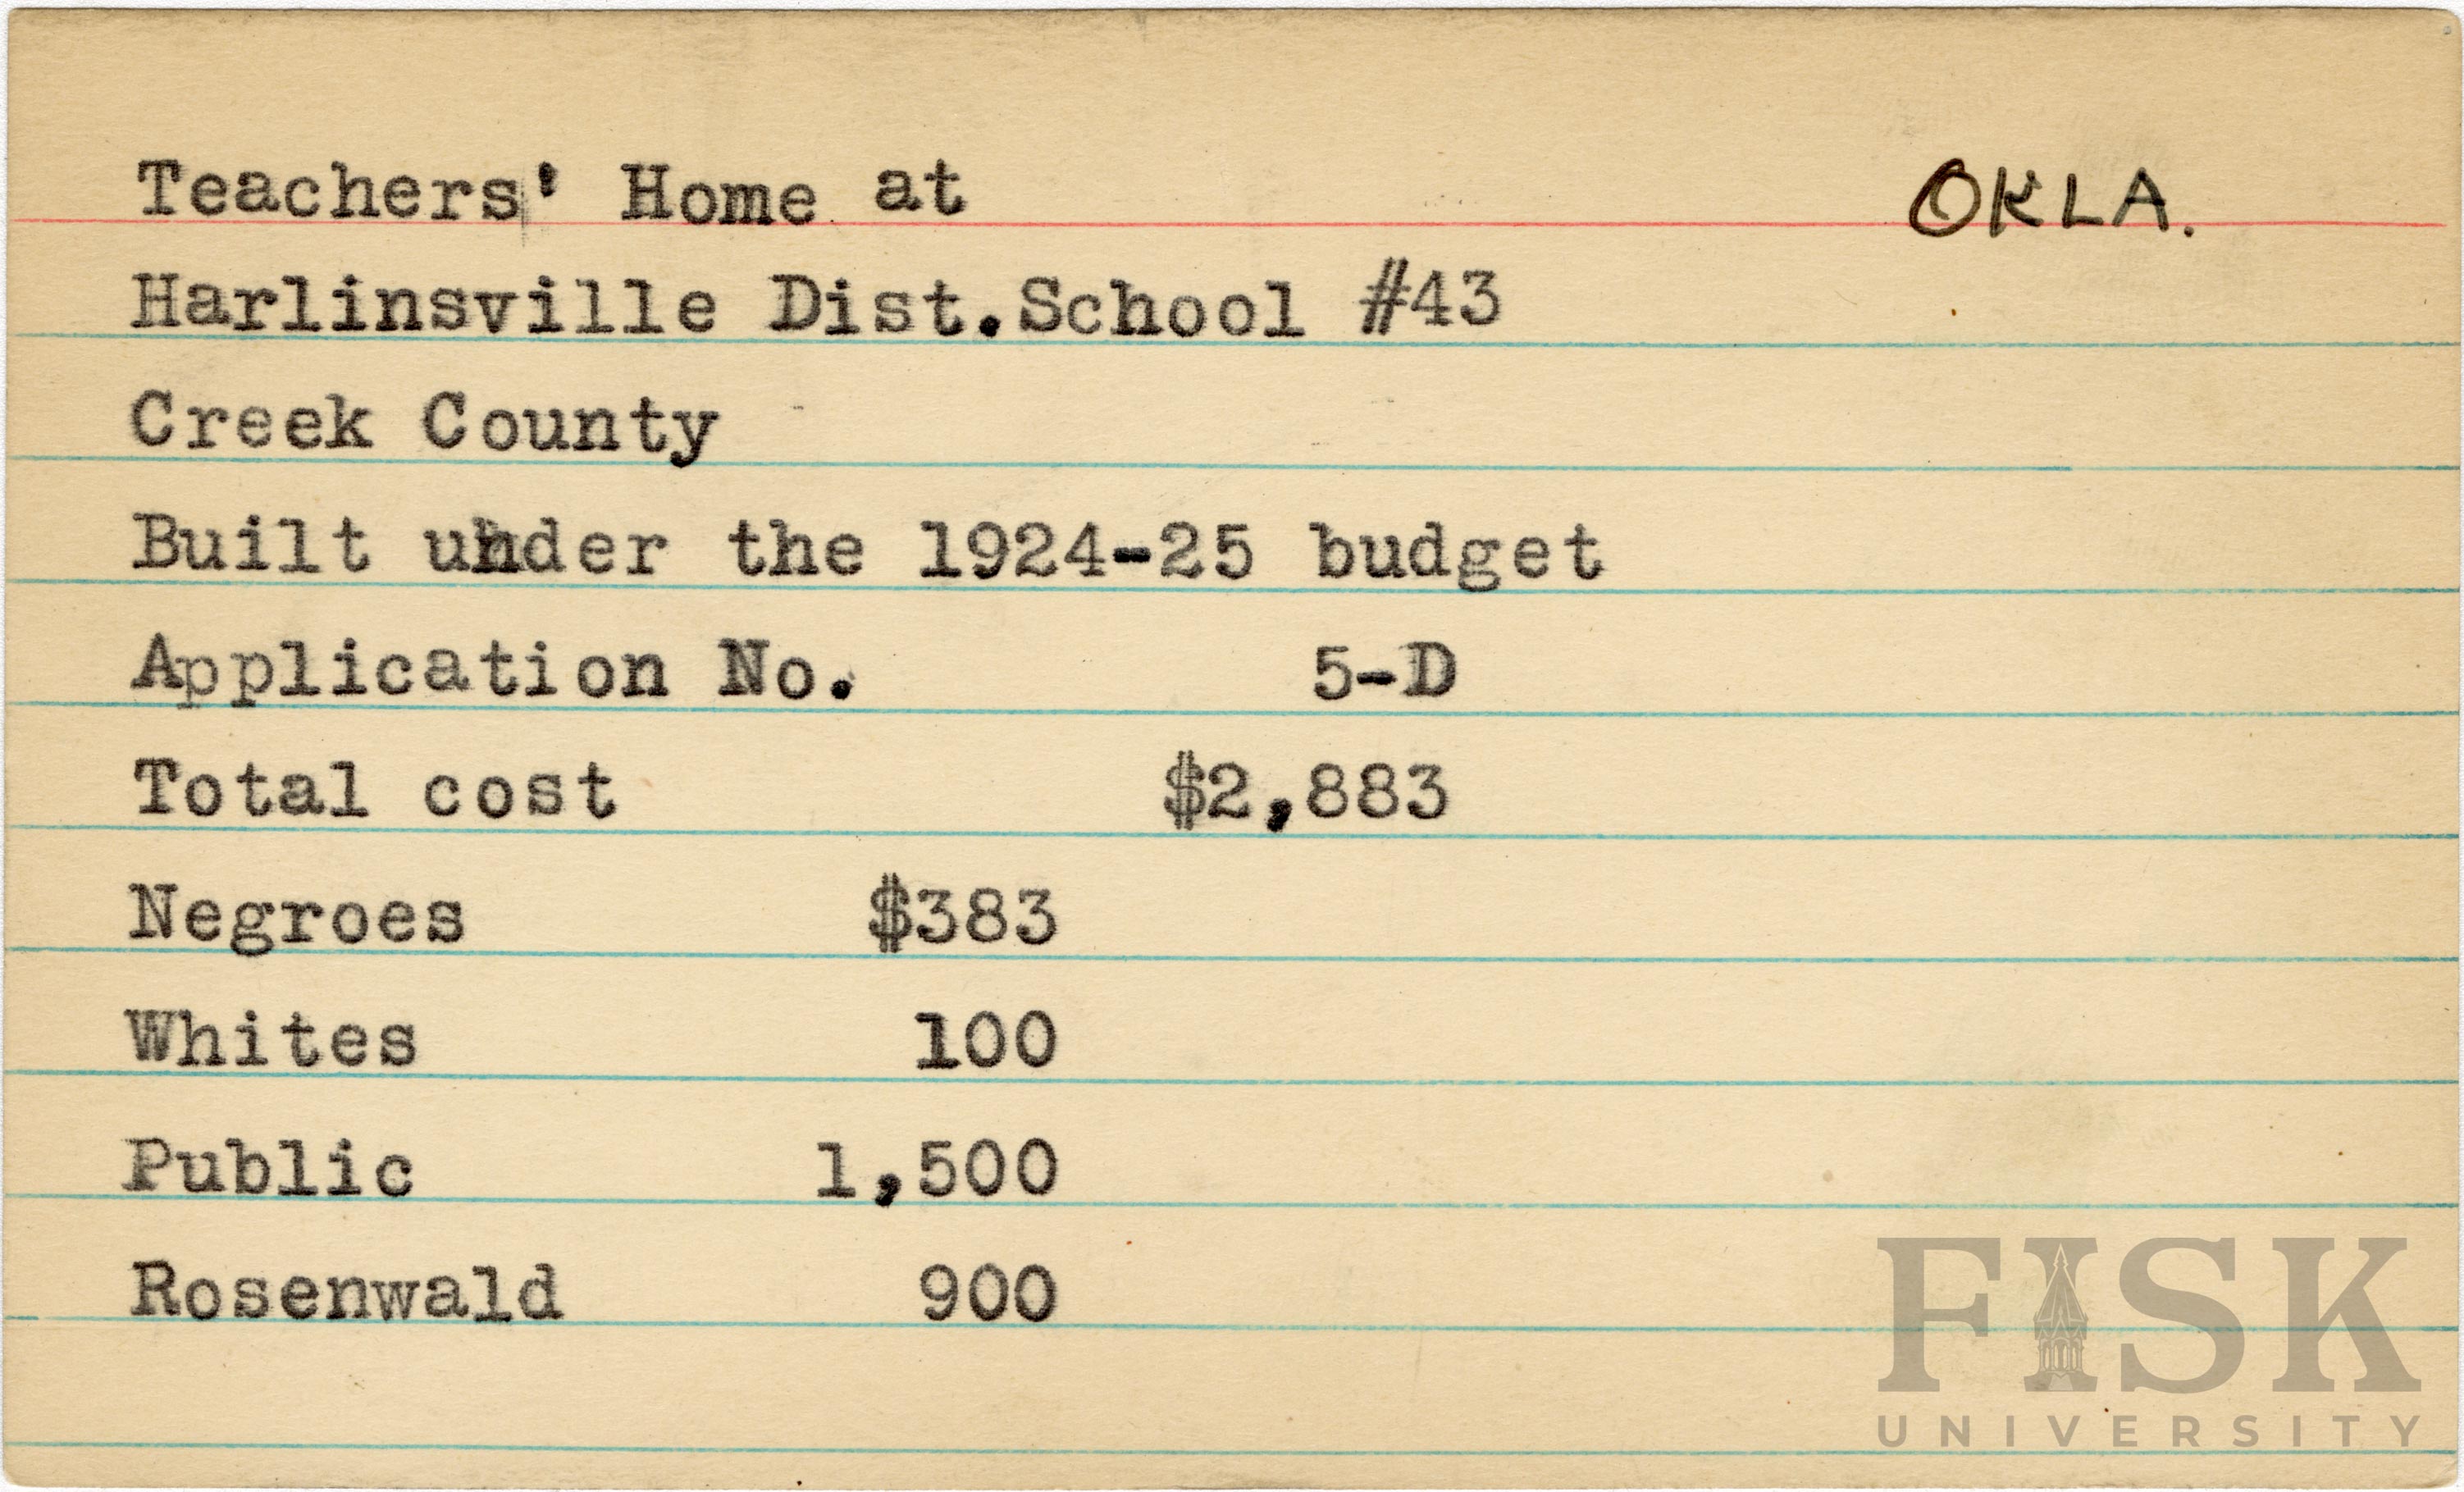 Teachers' Home at OKLA.
Harlinsville Dist.School #43
Creek County
Built under the 1924-25 budget
Application No. 5-D
Total cost $2,883
Negroes $383
Whites 100
Public 1,500
Rosenwald 900
FISK
UNIVERSITY